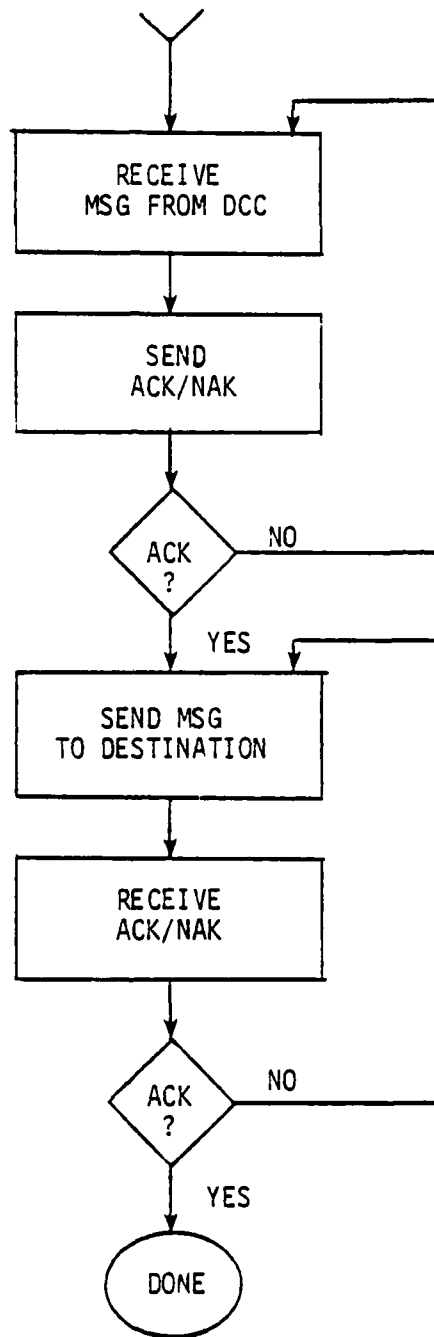 RECEIVE
MSG FROM DCC
SEND
ACK/NAK
ACK
?
NO
YES
SEND MSG
TO DESTINATION
RECEIVE
ACK/NAK
ACK
?
NO
YES
DONE